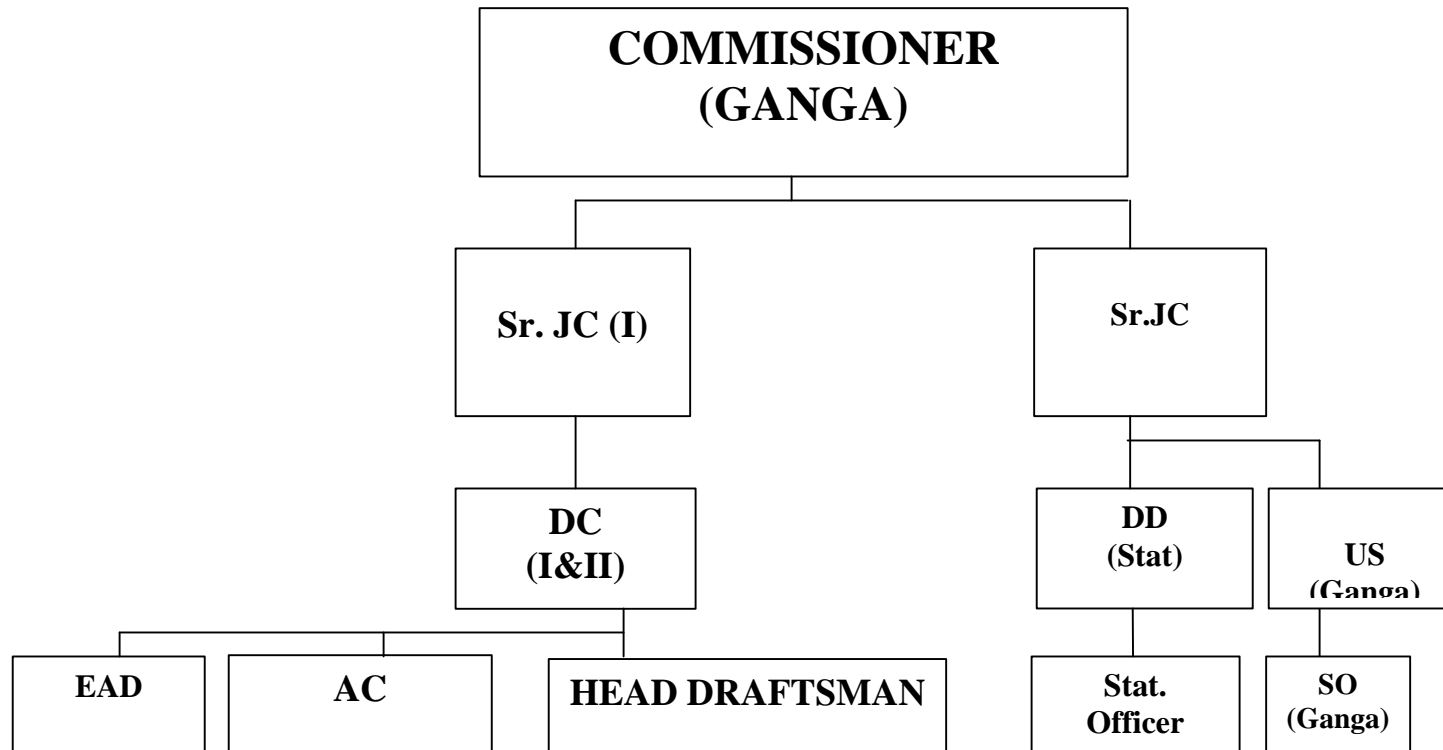 COMMISSIONER
(GANGA)
Sr. JC (I)
Sr.JC
DC
(I&II)
DD
(Stat)
US
(Ganga)
EAD
AC
HEAD DRAFTSMAN
Stat.
Officer
SO
(Ganga)